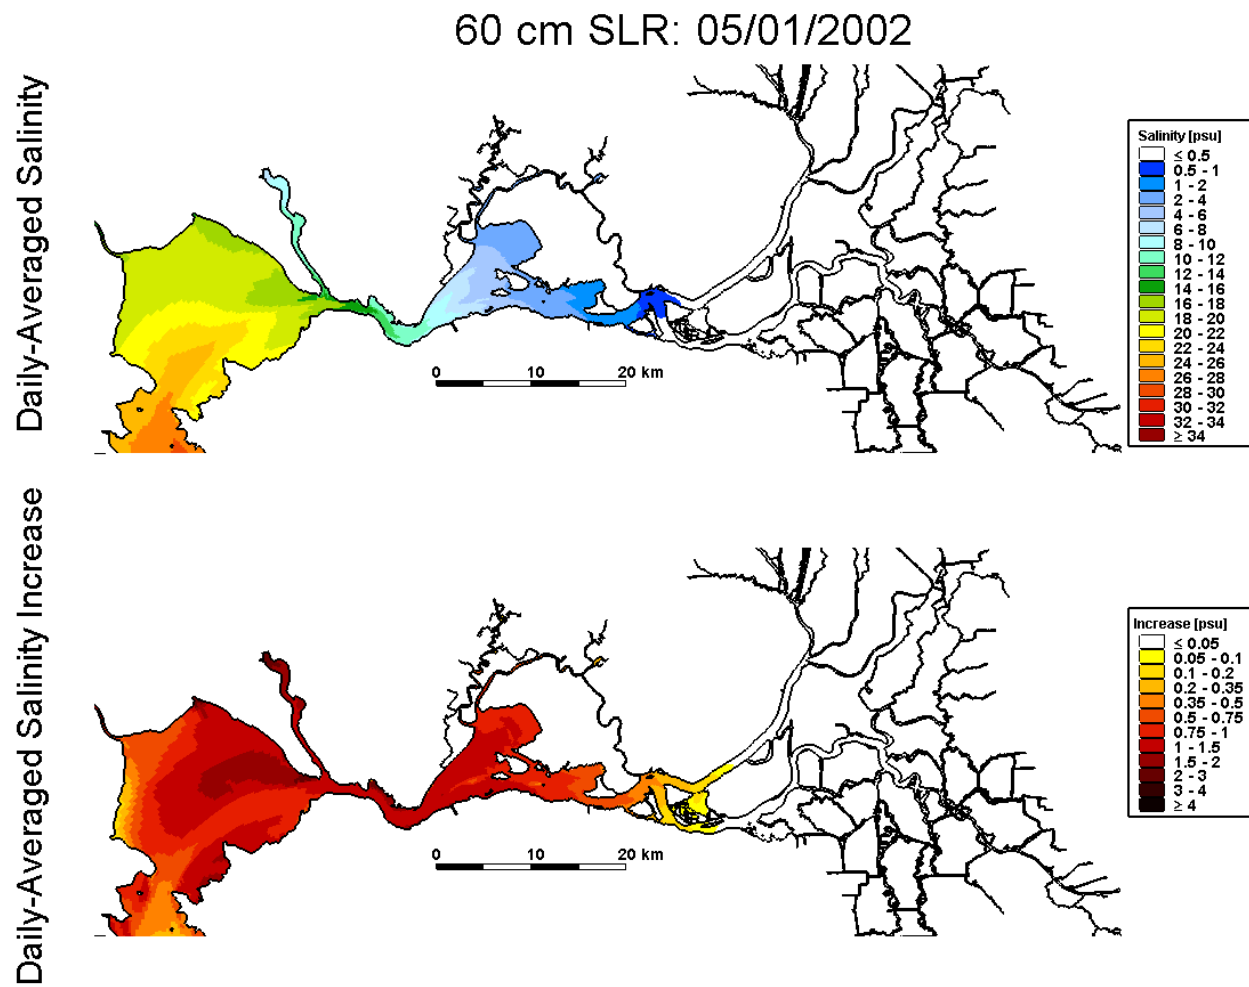 60 cm SLR: 05/01/2002
Daily-Averaged Salinity
Salinity [psu]
≤ 0.5
0.5 - 1
1 - 2
2 - 4
4 - 6
6 - 8
8 - 10
10 - 12
12 - 14
14 - 16
16 - 18
18 - 20
20 - 22
22 - 24
24 - 26
26 - 28
28 - 30
30 - 32
32 - 34
≥ 34
0 10 20 km
Daily-Averaged Salinity Increase
Increase [psu]
≤ 0.05
0.05 - 0.1
0.1 - 0.2
0.2 - 0.35
0.35 - 0.5
0.5 - 0.75
0.75 - 1
1 - 1.5
1.5 - 2
2 - 3
3 - 4
≥ 4
0 10 20 km